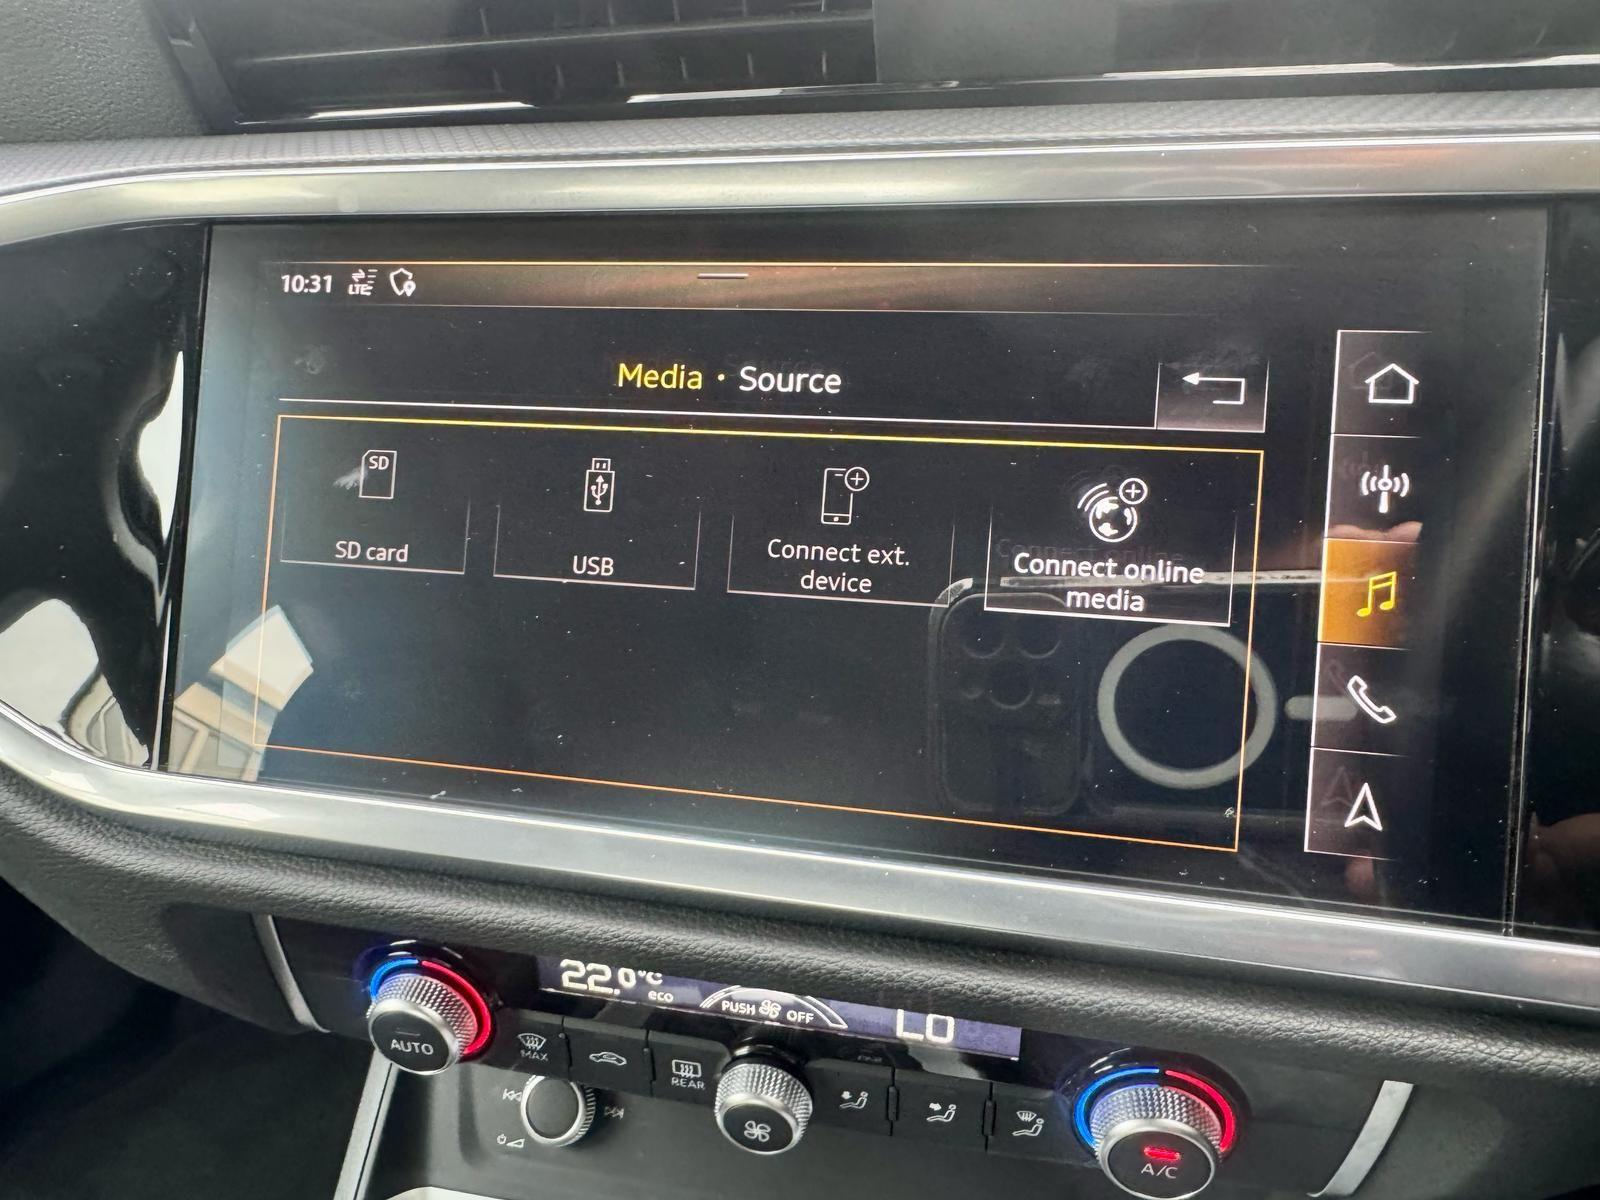 10:31 LTE
Media · Source
SD
SD card
USB
Connect ext.
device
Connect online
media
22.0°C
eco
PUSH OFF
LO
AUTO
MAX
REAR
A/C